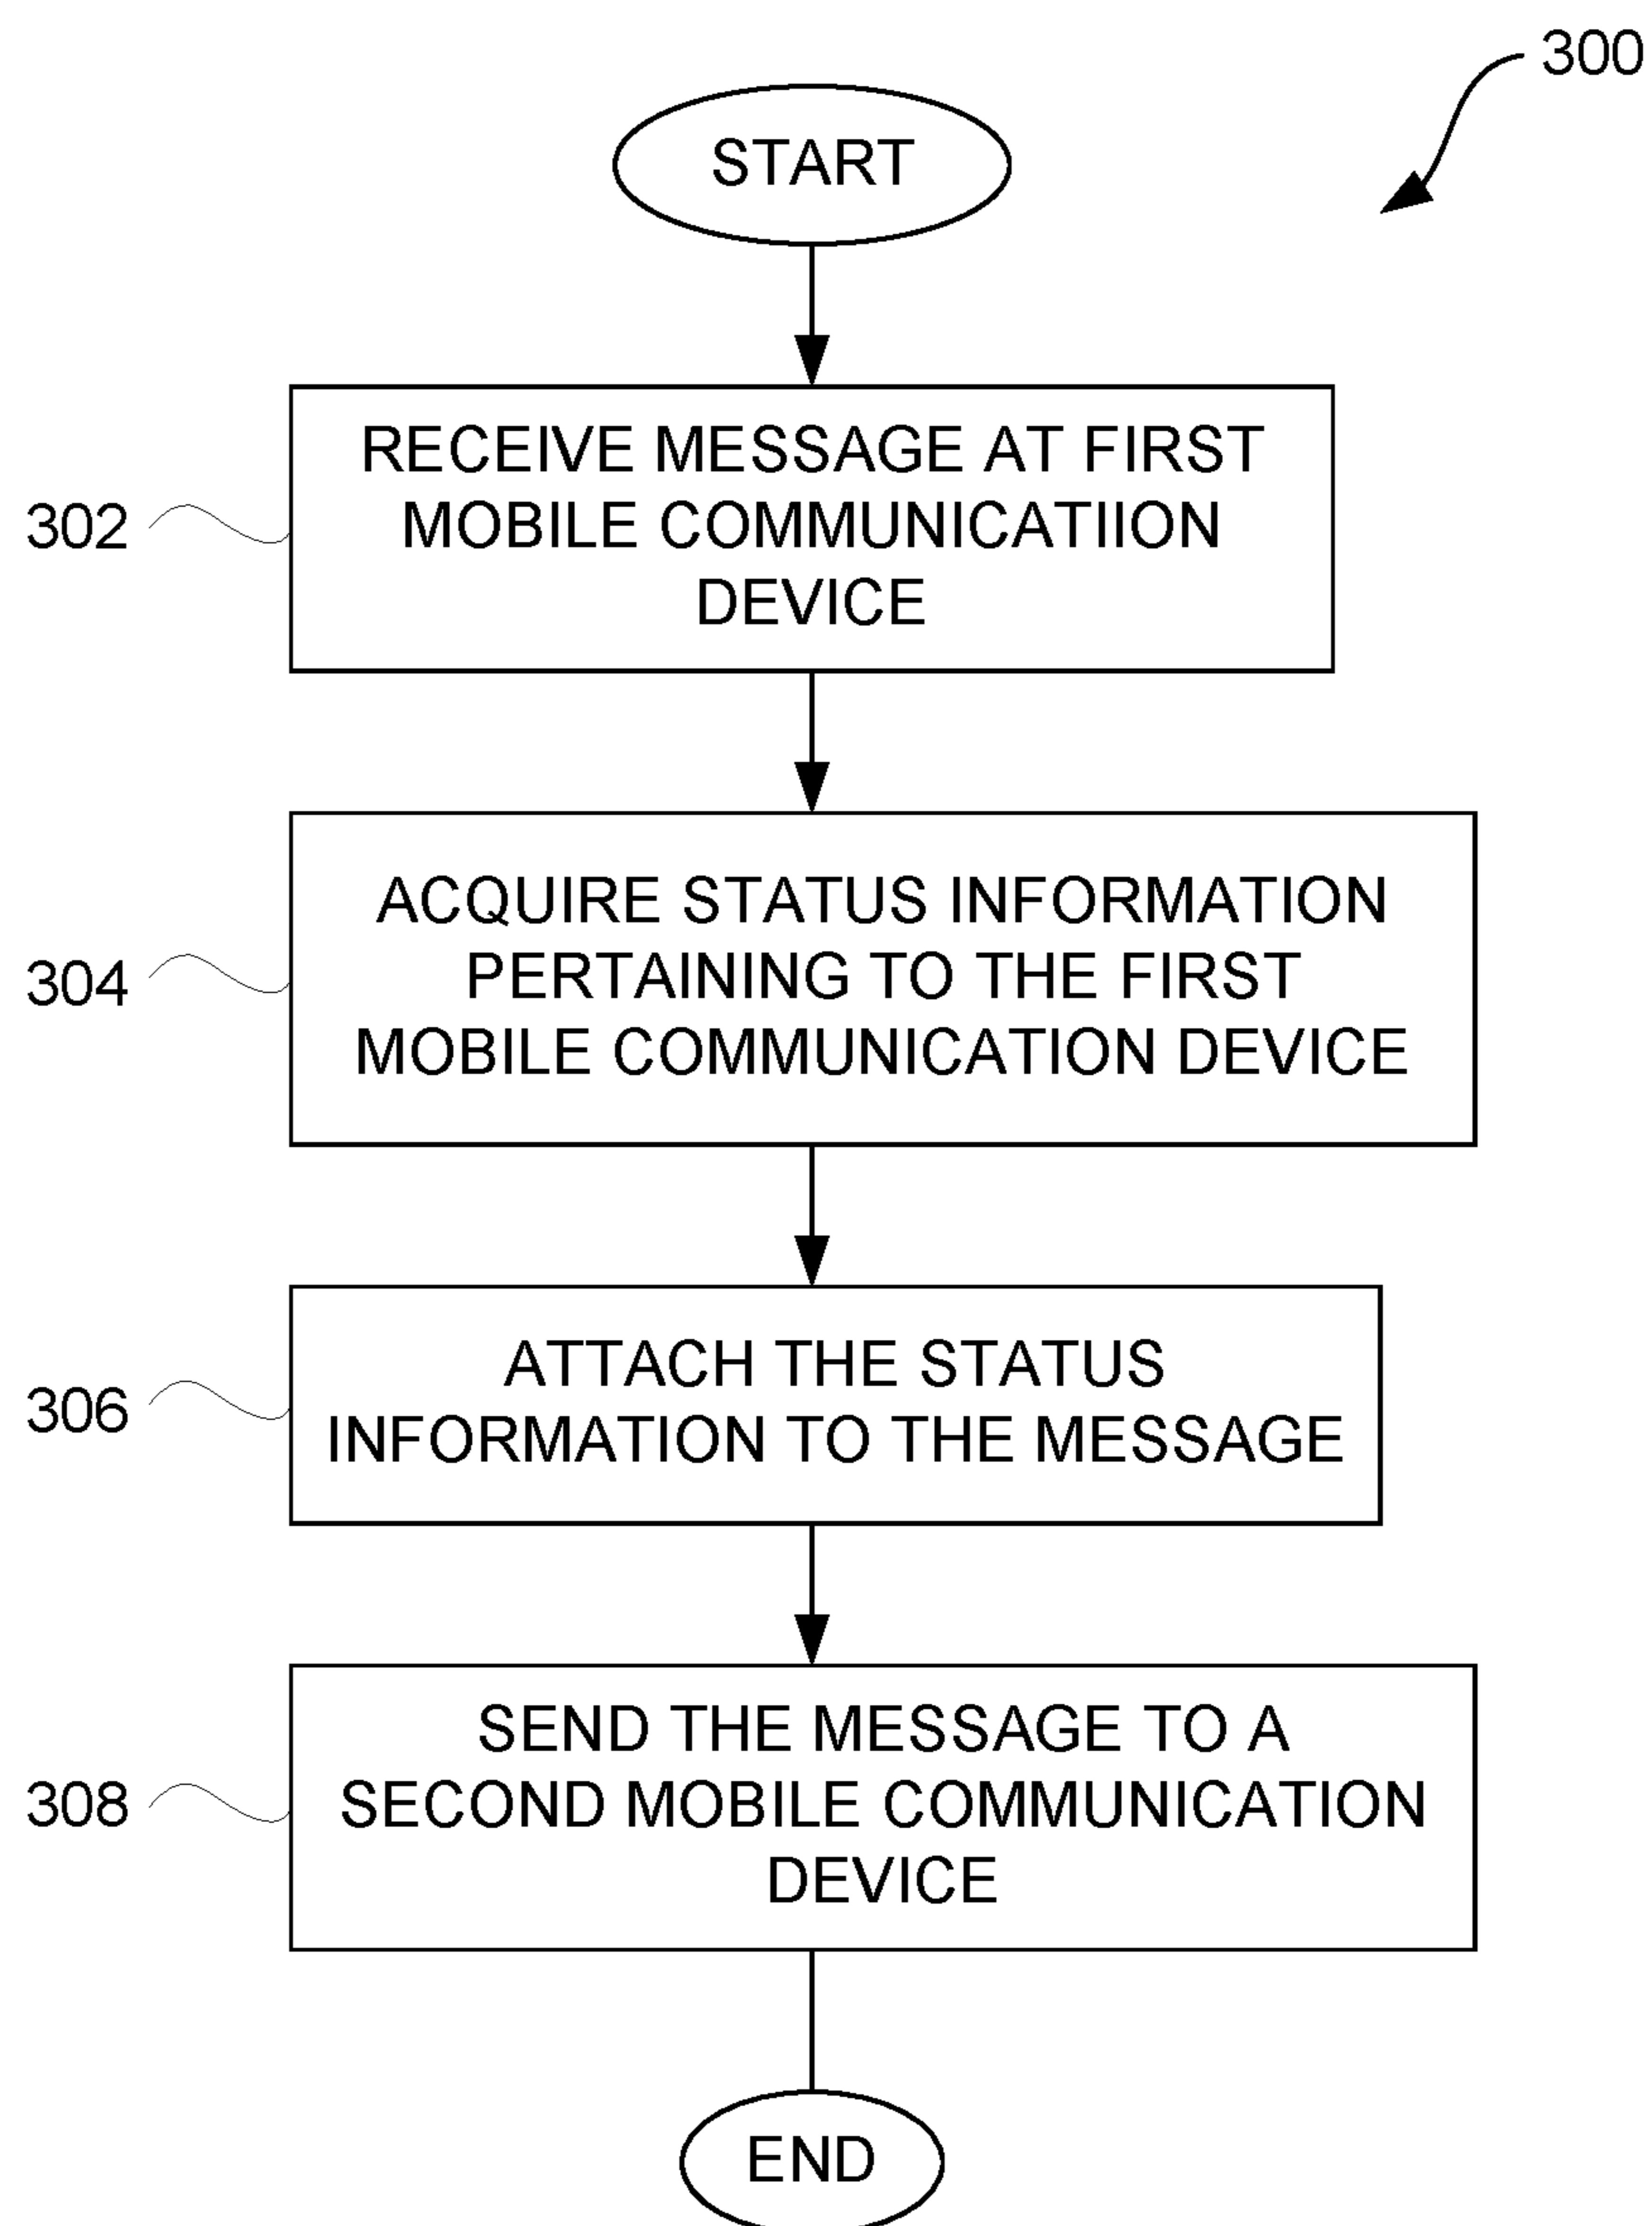 300
START
302
RECEIVE MESSAGE AT FIRST
MOBILE COMMUNICATIION
DEVICE
304
ACQUIRE STATUS INFORMATION
PERTAINING TO THE FIRST
MOBILE COMMUNICATION DEVICE
306
ATTACH THE STATUS
INFORMATION TO THE MESSAGE
308
SEND THE MESSAGE TO A
SECOND MOBILE COMMUNICATION
DEVICE
END